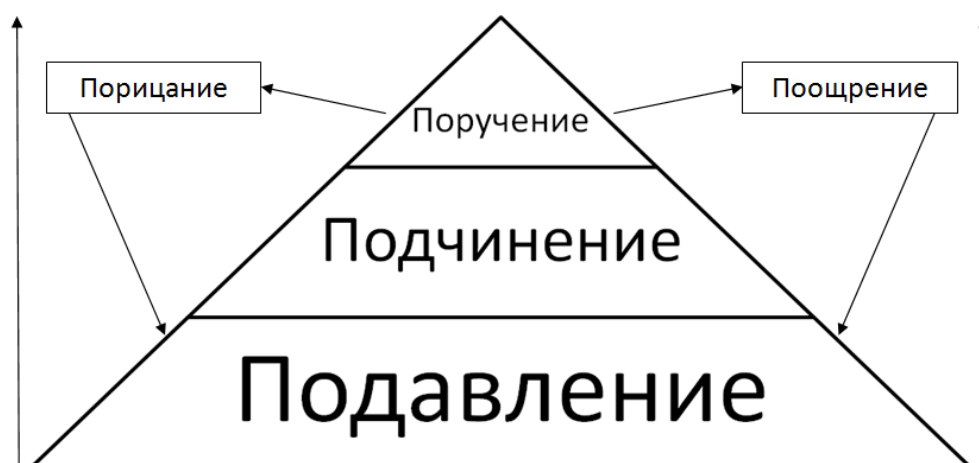 Порицание
Поощрение
Поручение
Подчинение
Подавление